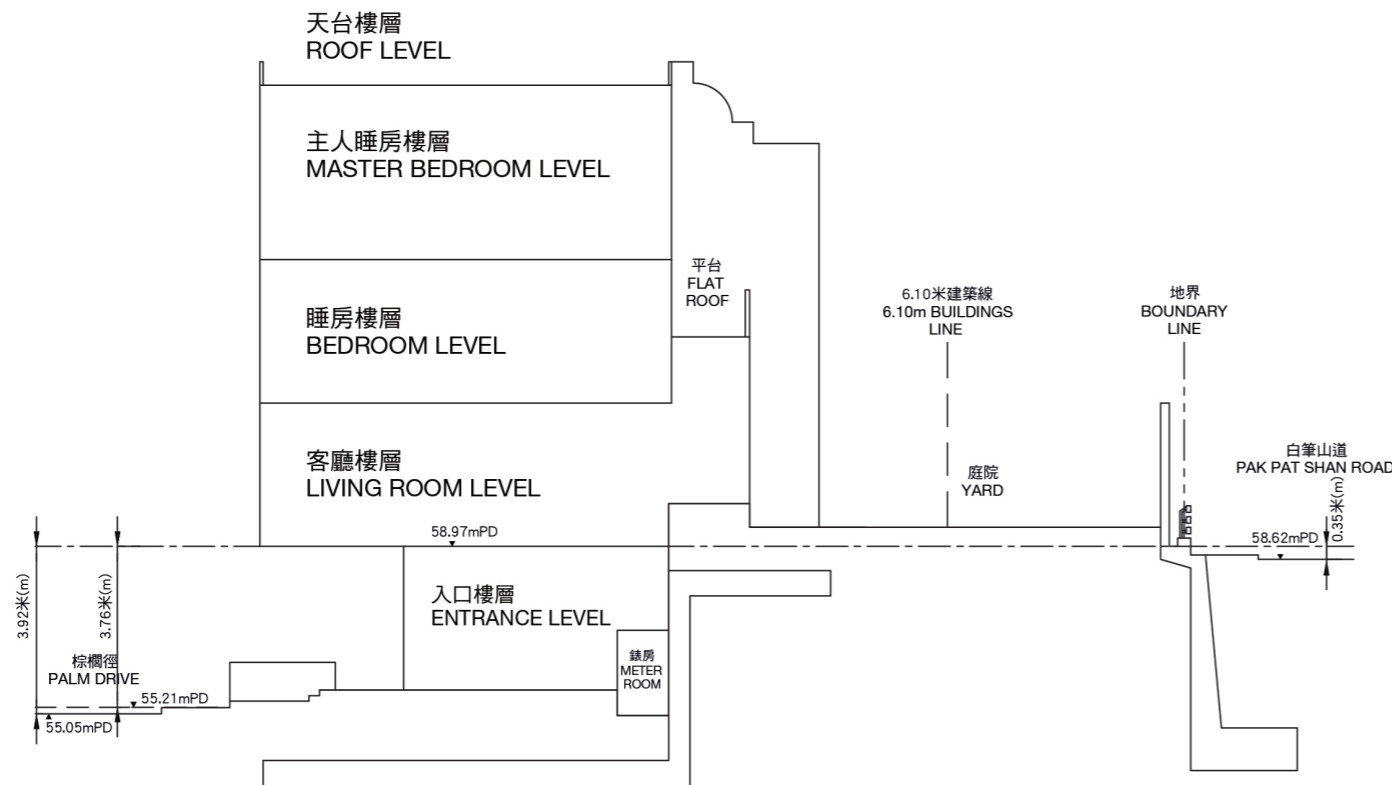 天台樓層
ROOF LEVEL
主人睡房樓層
MASTER BEDROOM LEVEL
平台
FLAT
ROOF
睡房樓層
BEDROOM LEVEL
6.10米建築線
6.10m BUILDINGS
LINE
地界
BOUNDARY
LINE
客廳樓層
LIVING ROOM LEVEL
庭院
YARD
白筆山道
PAK PAT SHAN ROAD
58.97mPD
58.62mPD
0.35米(m)
3.92米(m)
3.76米(m)
入口樓層
ENTRANCE LEVEL
錶房
METER
ROOM
棕櫚徑
PALM DRIVE
55.21mPD
55.05mPD